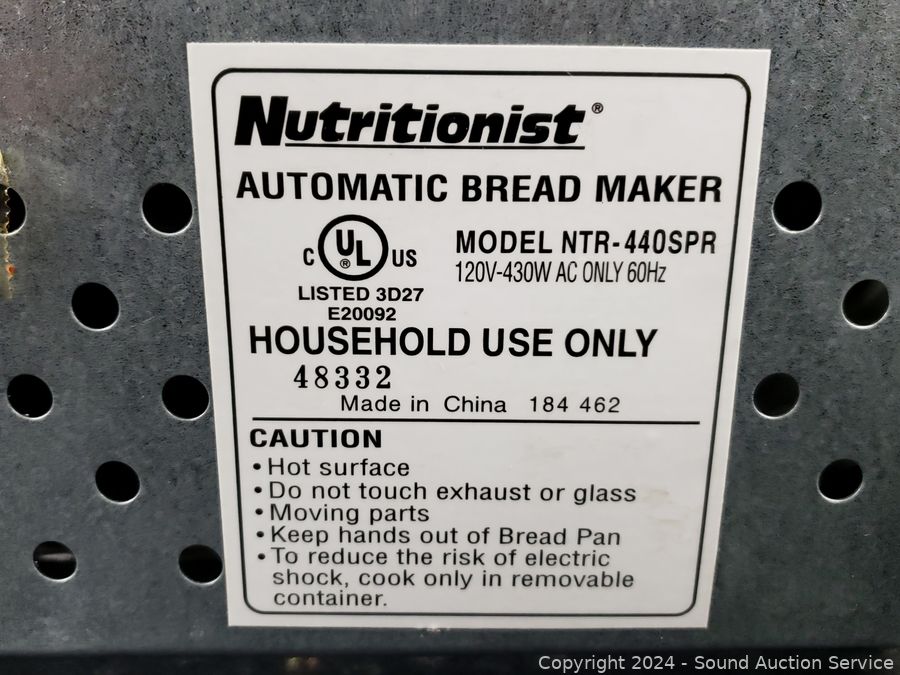 Nutritionist®
AUTOMATIC BREAD MAKER
C UL® US
MODEL NTR-440SPR
120V-430W AC ONLY 60Hz
LISTED 3D27
E20092
HOUSEHOLD USE ONLY
48332
Made in China 184 462
CAUTION
• Hot surface
• Do not touch exhaust or glass
• Moving parts
• Keep hands out of Bread Pan
• To reduce the risk of electric
shock, cook only in removable
container.
Copyright 2024 - Sound Auction Service